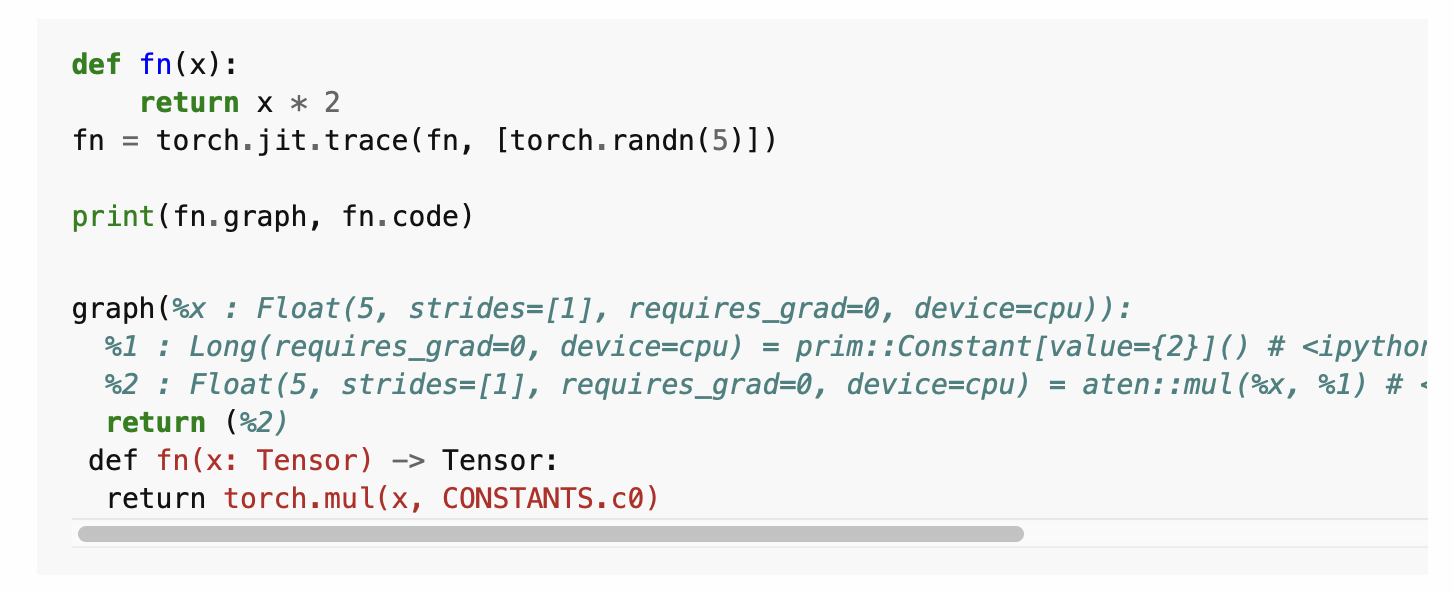 def fn(x):
    return x * 2
fn = torch.jit.trace(fn, [torch.randn(5)])
print(fn.graph, fn.code)
graph(%x : Float(5, strides=[1], requires_grad=0, device=cpu)):
  %1 : Long(requires_grad=0, device=cpu) = prim::Constant[value={2}]() # <ipython
  %2 : Float(5, strides=[1], requires_grad=0, device=cpu) = aten::mul(%x, %1) # <
  return (%2)
 def fn(x: Tensor) -> Tensor:
  return torch.mul(x, CONSTANTS.c0)